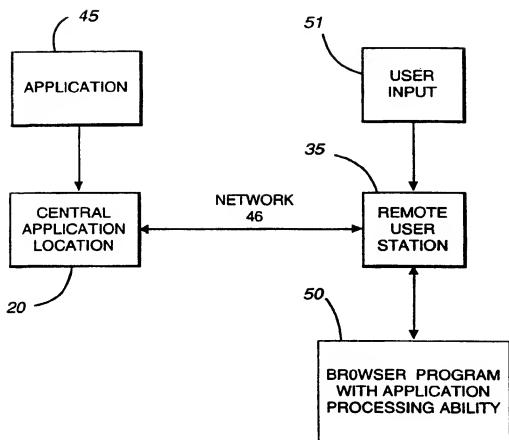 45
APPLICATION
51
USER
INPUT
35
CENTRAL
APPLICATION
LOCATION
NETWORK
46
REMOTE
USER
STATION
20
50
BR0WSER PROGRAM
WITH APPLICATION
PROCESSING ABILITY